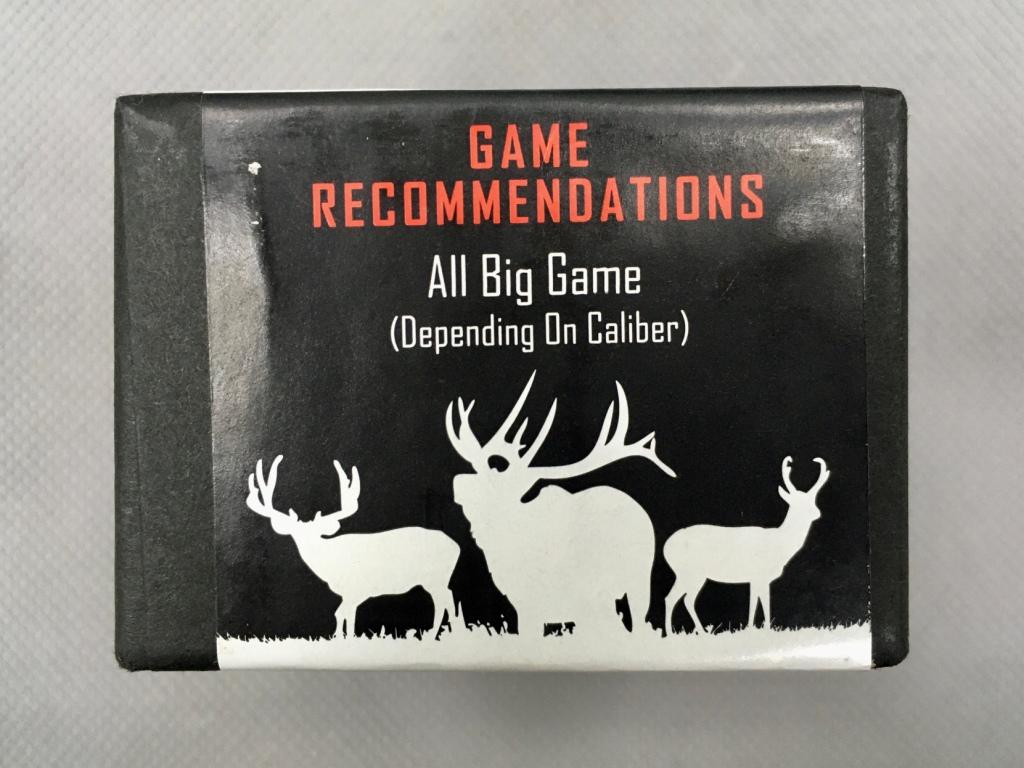 GAME
RECOMMENDATIONS
All Big Game
(Depending On Caliber)